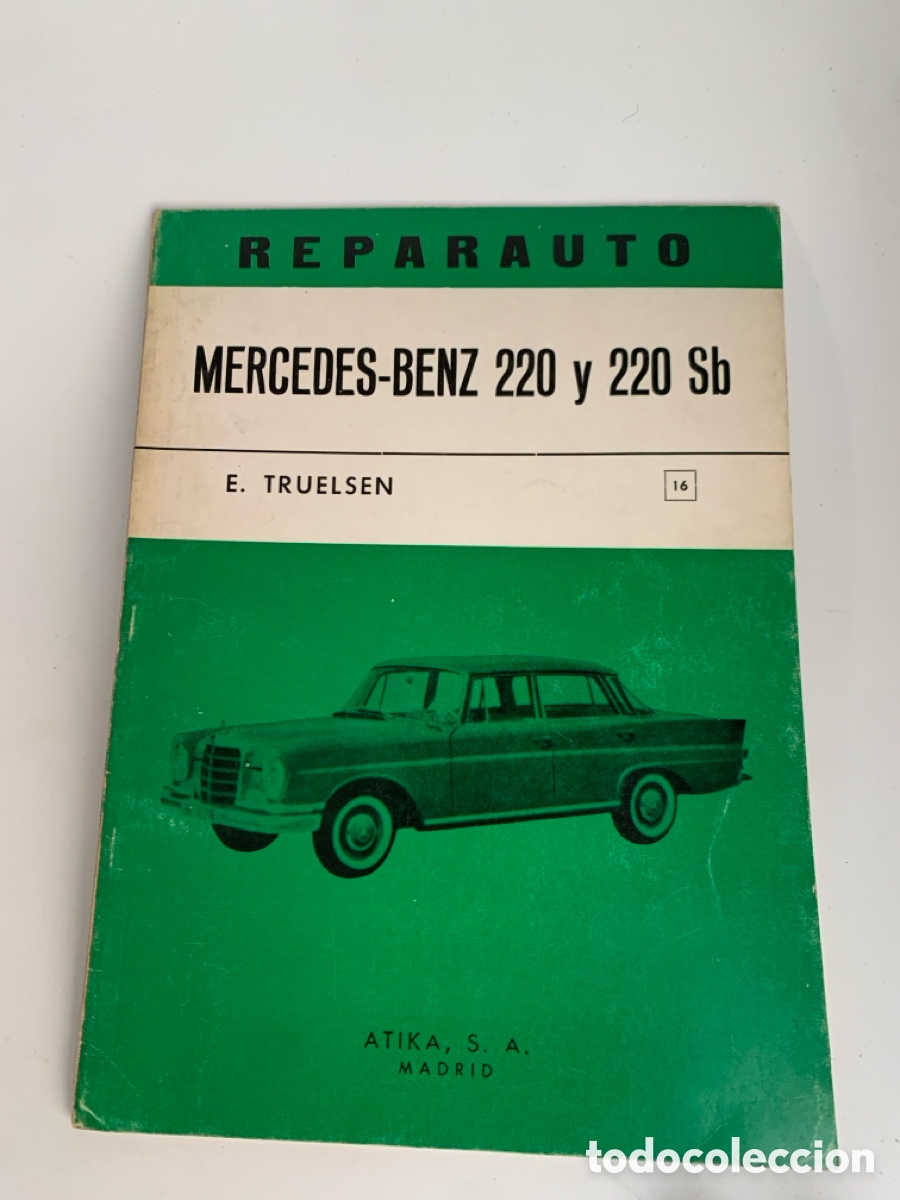 REPARAUTO
MERCEDES-BENZ 220 y 220 Sb
E. TRUELSEN 16
ATIKA, S. A.
MADRID
todocoleccion